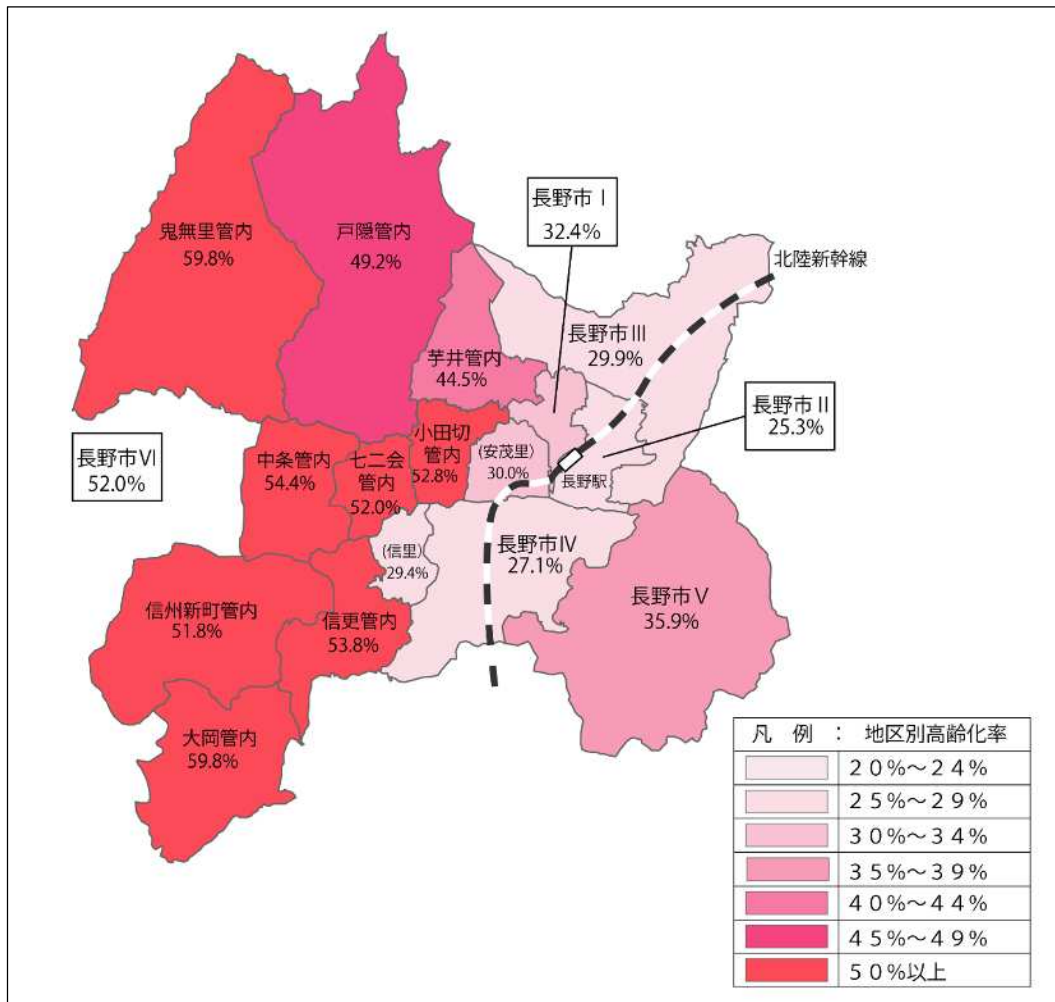 長野市Ⅰ
32.4%
鬼無里管内
59.8%
戸隠管内
49.2%
北陸新幹線
長野市Ⅲ
29.9%
芋井管内
44.5%
長野市Ⅱ
25.3%
長野市Ⅵ
52.0%
中条管内
54.4%
七二会
管内
52.0%
小田切
管内
52.8%
(安茂里)
30.0%
長野駅
(信里)
29.4%
長野市Ⅳ
27.1%
長野市Ⅴ
35.9%
信州新町管内
51.8%
信更管内
53.8%
大岡管内
59.8%
凡 例 : 地区別高齢化率
20%~24%
25%~29%
30%~34%
35%~39%
40%~44%
45%~49%
50%以上